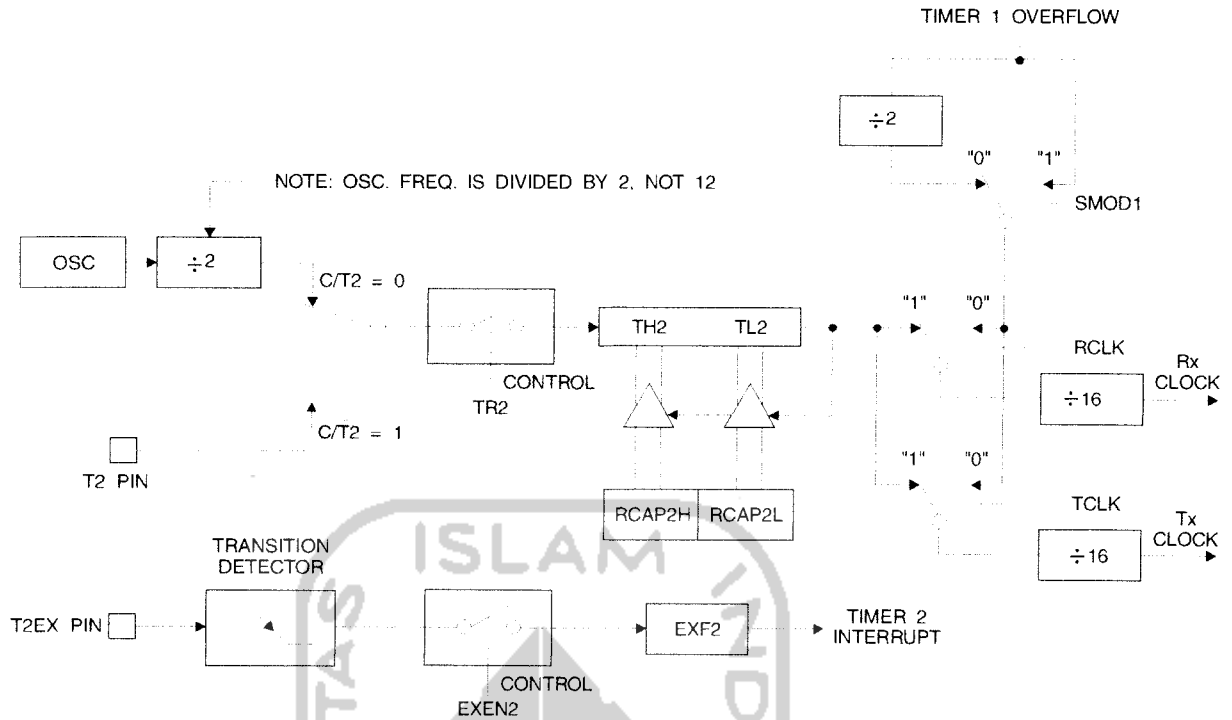 TIMER 1 OVERFLOW
÷2
"0" "1"
NOTE: OSC. FREQ. IS DIVIDED BY 2, NOT 12
SMOD1
OSC
÷2
C/T2 = 0
TH2 TL2
"1" "0"
RCLK
Rx
CLOCK
÷16
CONTROL
TR2
C/T2 = 1
T2 PIN
"1" "0"
RCAP2H RCAP2L
TCLK
Tx
CLOCK
÷16
TRANSITION
DETECTOR
T2EX PIN
EXF2
TIMER 2
INTERRUPT
CONTROL
EXEN2
ISLAM
TAS
IND